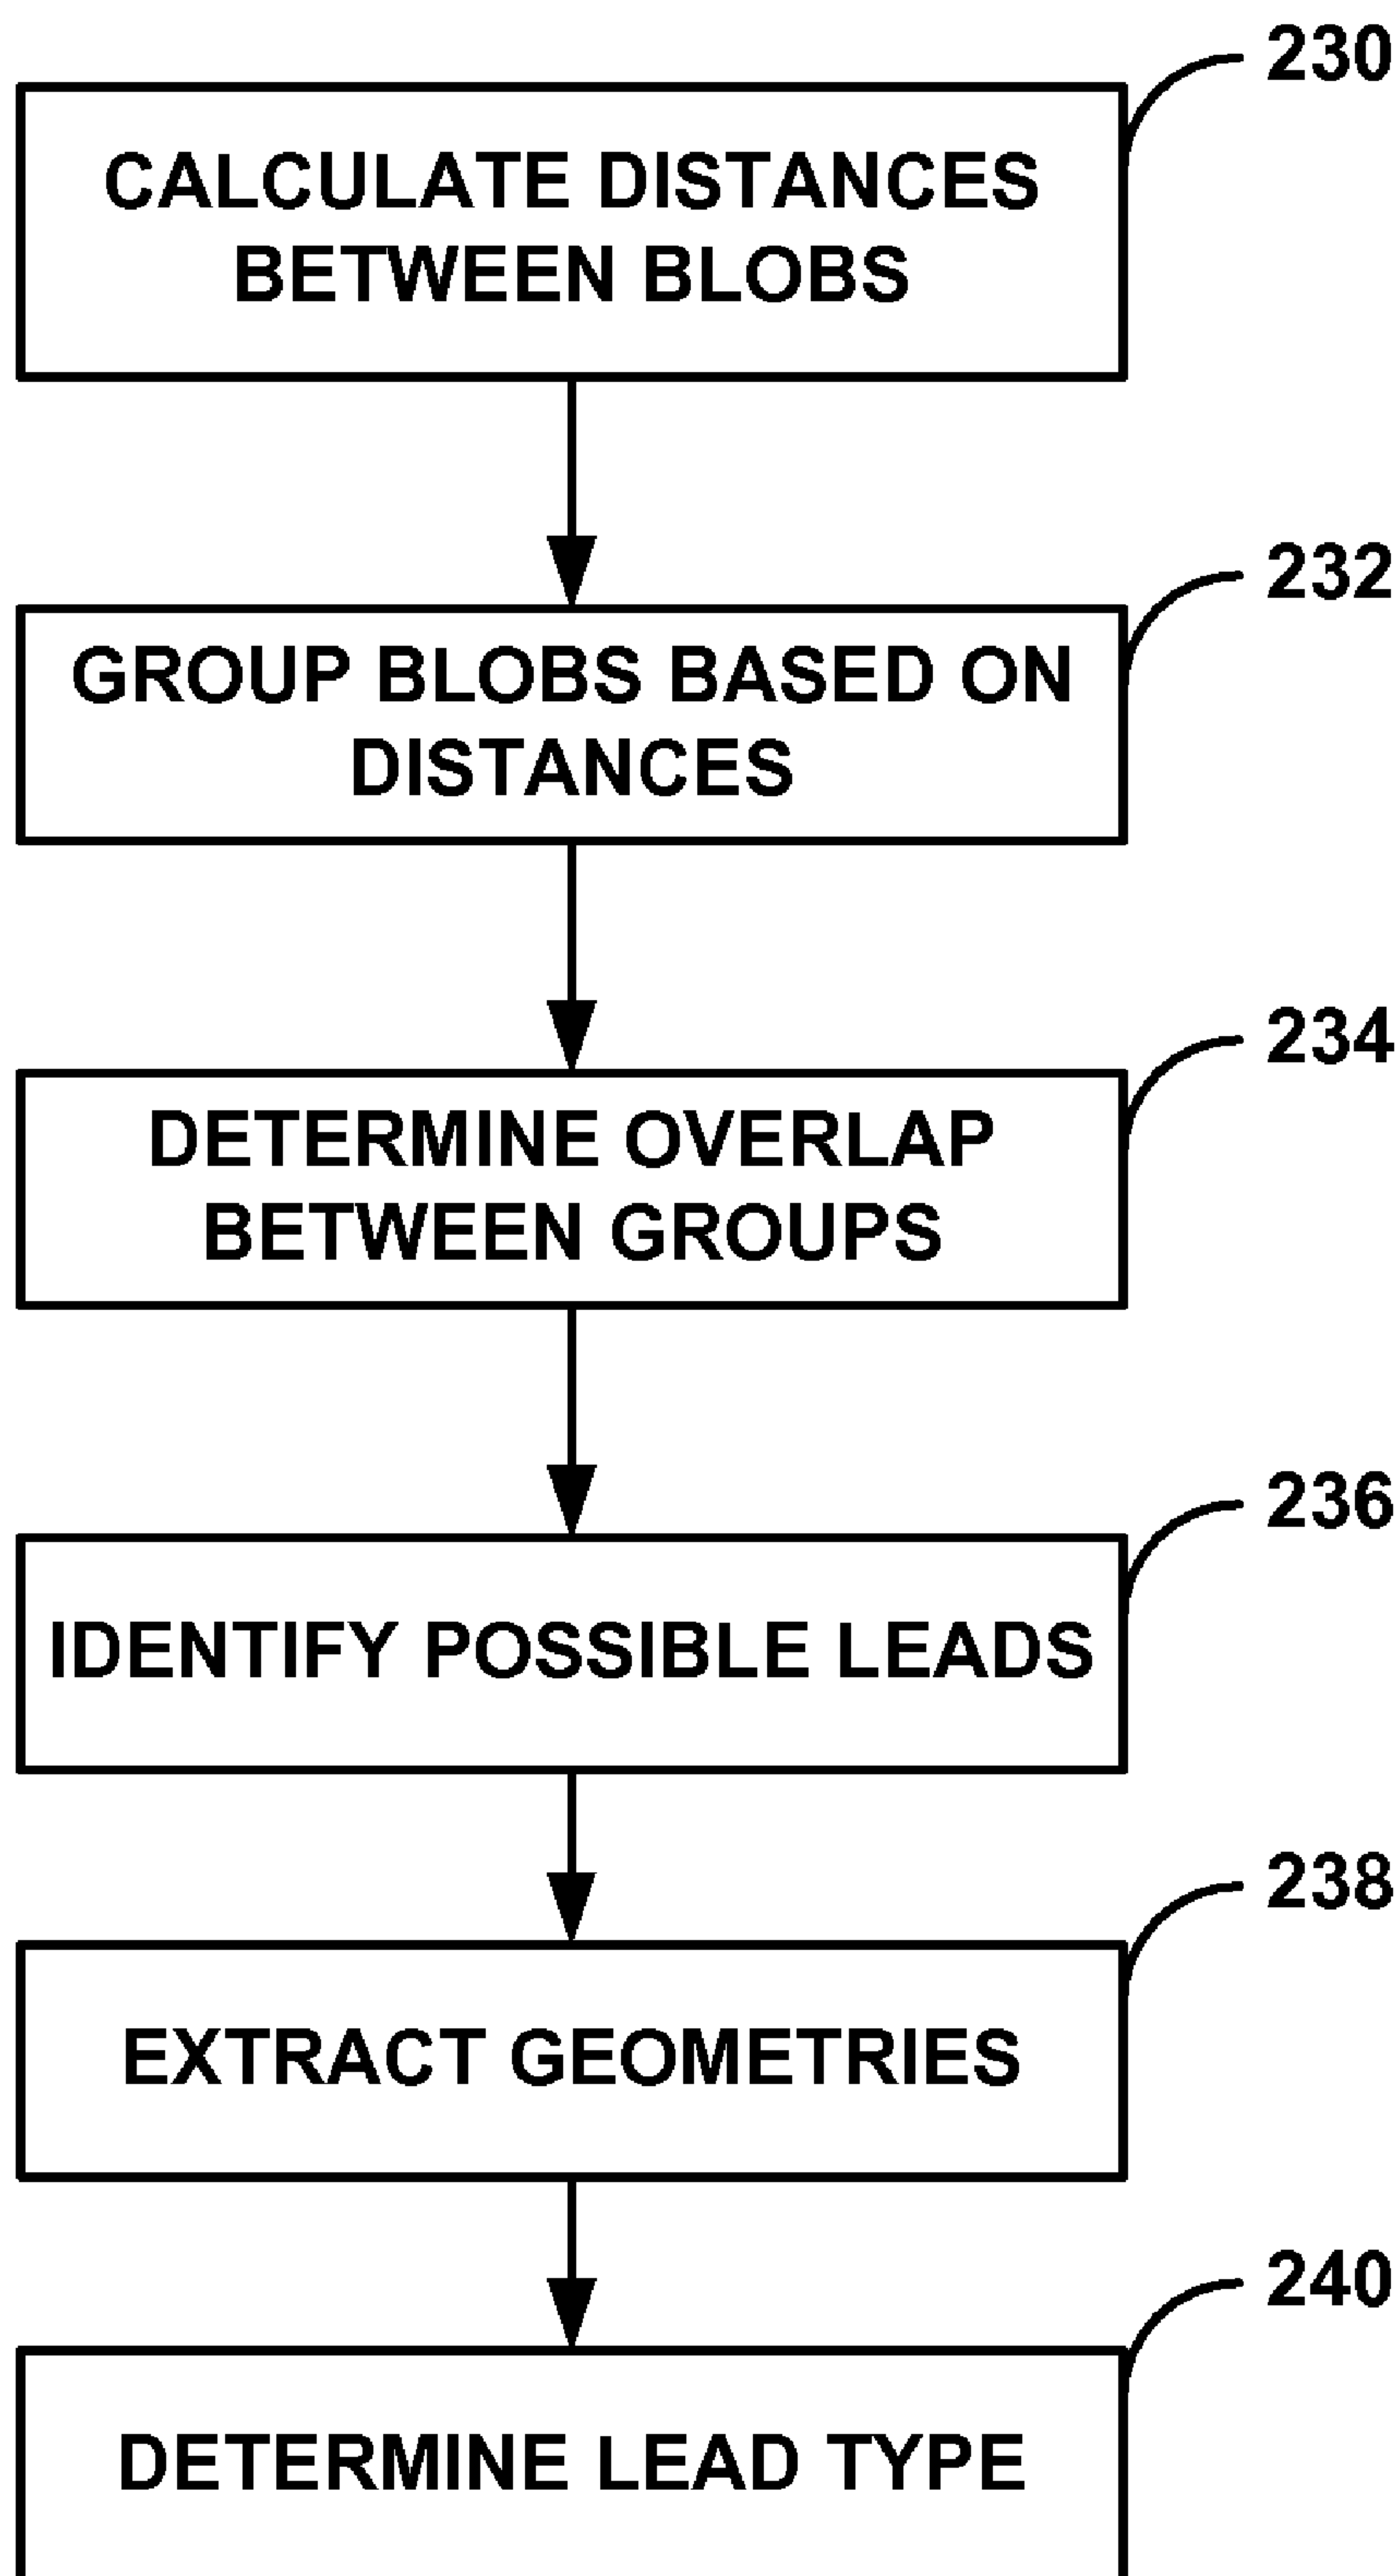 230
CALCULATE DISTANCES
BETWEEN BLOBS
232
GROUP BLOBS BASED ON
DISTANCES
234
DETERMINE OVERLAP
BETWEEN GROUPS
236
IDENTIFY POSSIBLE LEADS
238
EXTRACT GEOMETRIES
240
DETERMINE LEAD TYPE